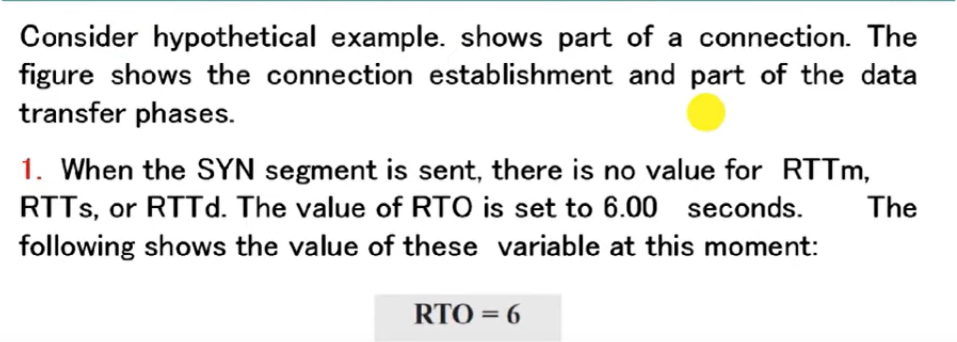 Consider hypothetical example. shows part of a connection. The
figure shows the connection establishment and part of the data
transfer phases.
1. When the SYN segment is sent, there is no value for RTTm,
RTTs, or RTTd. The value of RTO is set to 6.00 seconds. The
following shows the value of these variable at this moment:
RTO = 6